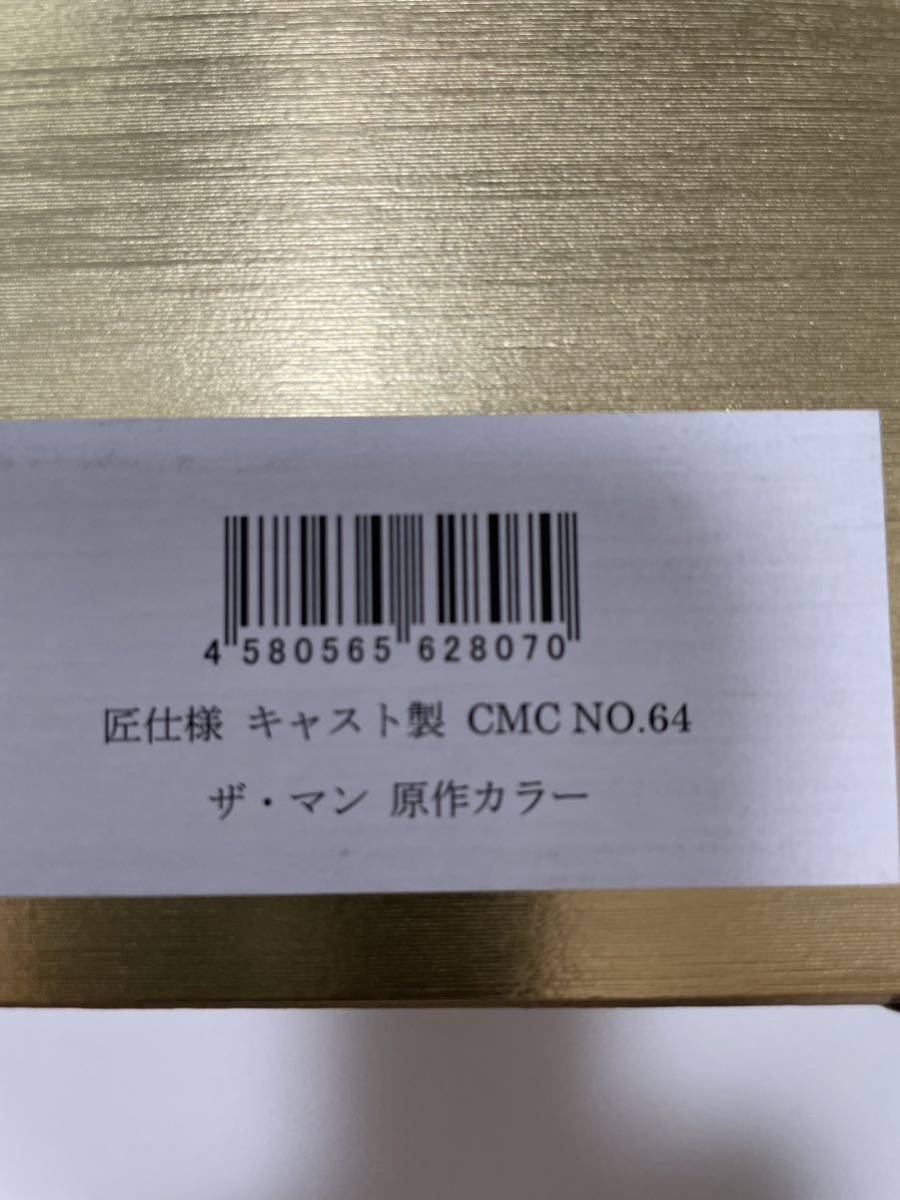 4 580565 628070
匠仕様 キャスト製 CMC NO.64
ザ・マン 原作カラー